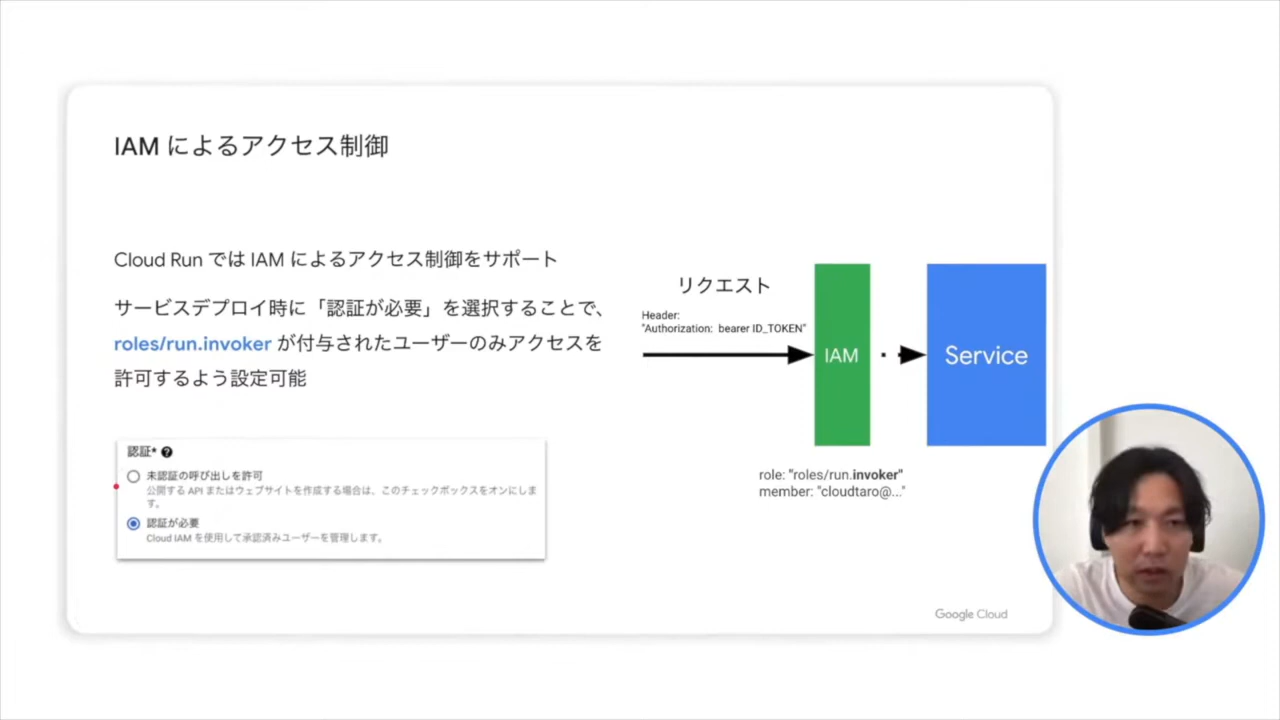 IAM によるアクセス制御
Cloud Run では IAM によるアクセス制御をサポート
サービスデプロイ時に「認証が必要」を選択することで、
roles/run.invoker が付与されたユーザーのみアクセスを
許可するよう設定可能
認証* ?
未認証の呼び出しを許可
公開する API またはウェブサイトを作成する場合は、このチェックボックスをオンにしま
す。
認証が必要
Cloud IAM を使用して承認済みユーザーを管理します。
リクエスト
Header:
"Authorization: bearer ID_TOKEN"
IAM
Service
role: "roles/run.invoker"
member: "cloudtaro@..."
Google Cloud